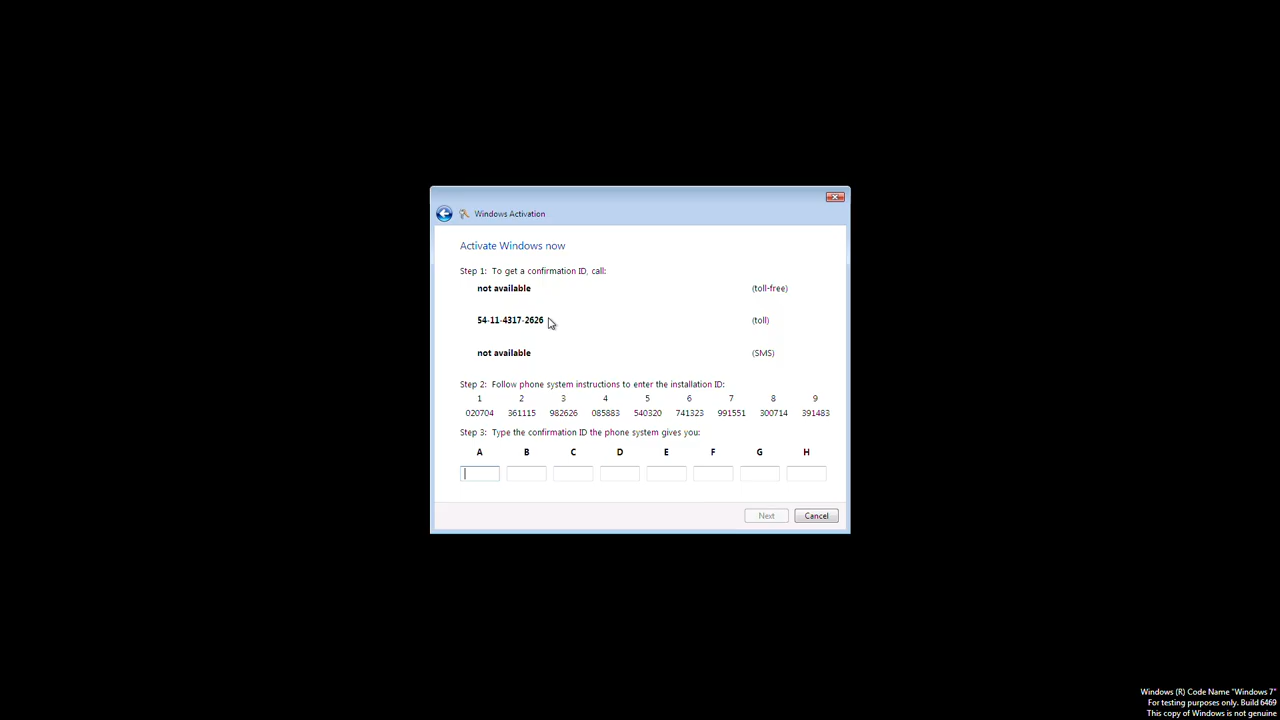 Windows Activation
Activate Windows now
Step 1: To get a confirmation ID, call:
not available (toll-free)
54-11-4317-2626 (toll)
not available (SMS)
Step 2: Follow phone system instructions to enter the installation ID:
1 2 3 4 5 6 7 8 9
020704 361115 982626 085883 540320 741323 991551 300714 391483
Step 3: Type the confirmation ID the phone system gives you:
A B C D E F G H
Next Cancel
Windows (R) Code Name "Windows 7"
For testing purposes only. Build 6469
This copy of Windows is not genuine